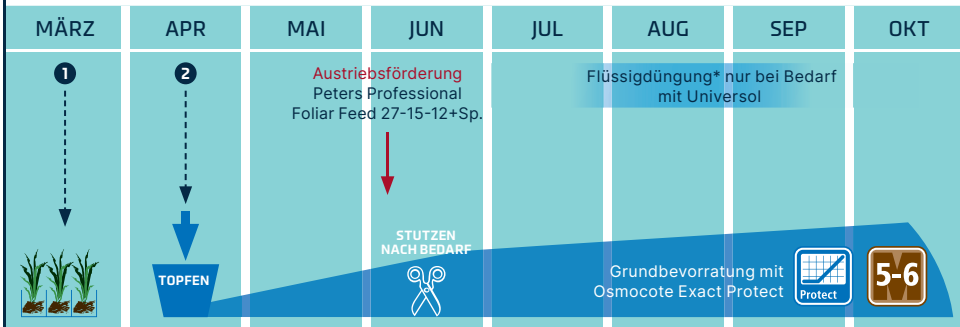 MÄRZ
APR
MAI
JUN
JUL
AUG
SEP
OKT
1
2
Austriebsförderung
Peters Professional
Foliar Feed 27-15-12+Sp.
Flüssigdüngung* nur bei Bedarf
mit Universol
STUTZEN
NACH BEDARF
TOPFEN
Grundbevorratung mit
Osmocote Exact Protect
Protect
5-6
M